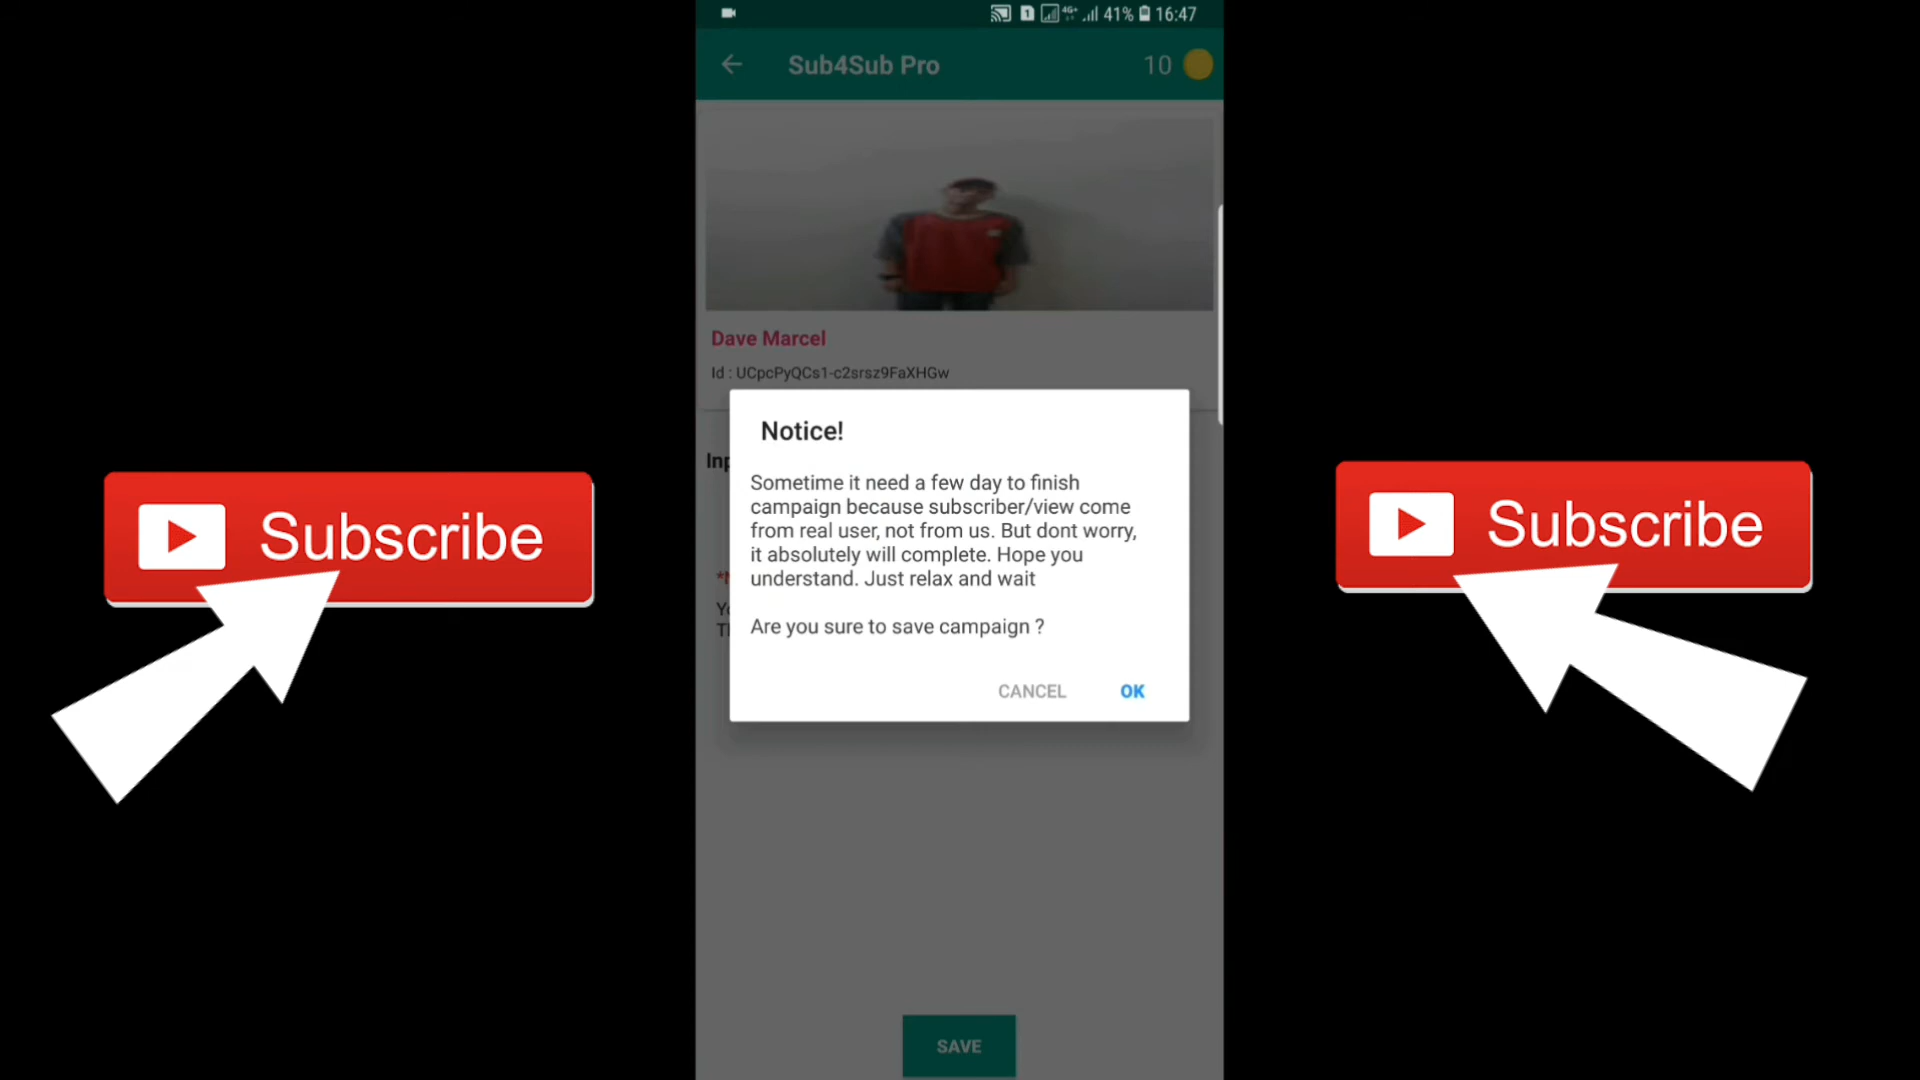 4G+ 41% 16:47
Sub4Sub Pro 10
Dave Marcel
Id : UCpcPyQCs1-c2srsz9FaXHGw
Notice!
Sometime it need a few day to finish
campaign because subscriber/view come
from real user, not from us. But dont worry,
it absolutely will complete. Hope you
understand. Just relax and wait
Are you sure to save campaign ?
CANCEL OK
SAVE
Subscribe
Subscribe